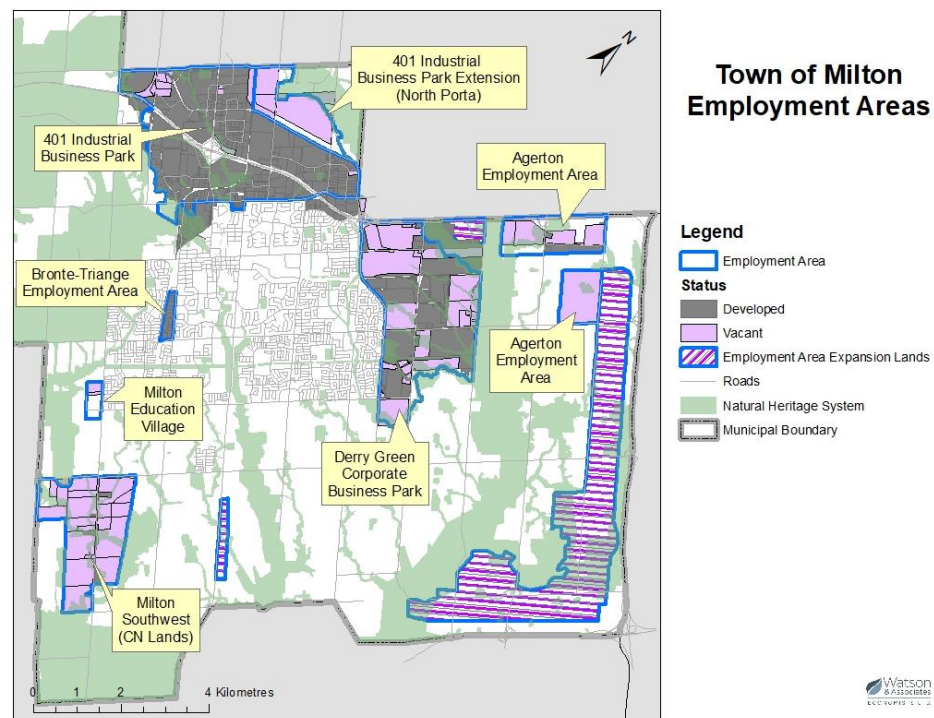 Town of Milton
Employment Areas
N
401 Industrial
Business Park Extension
(North Porta)
401 Industrial
Business Park
Agerton
Employment Area
Bronte-Triange
Employment Area
Agerton
Employment
Area
Milton
Education
Village
Derry Green
Corporate
Business Park
Milton
Southwest
(CN Lands)
0 1 2 4 Kilometres
Legend
Employment Area
Status
Developed
Vacant
Employment Area Expansion Lands
Roads
Natural Heritage System
Municipal Boundary
Watson
& Associates
ECONOMISTS LTD.